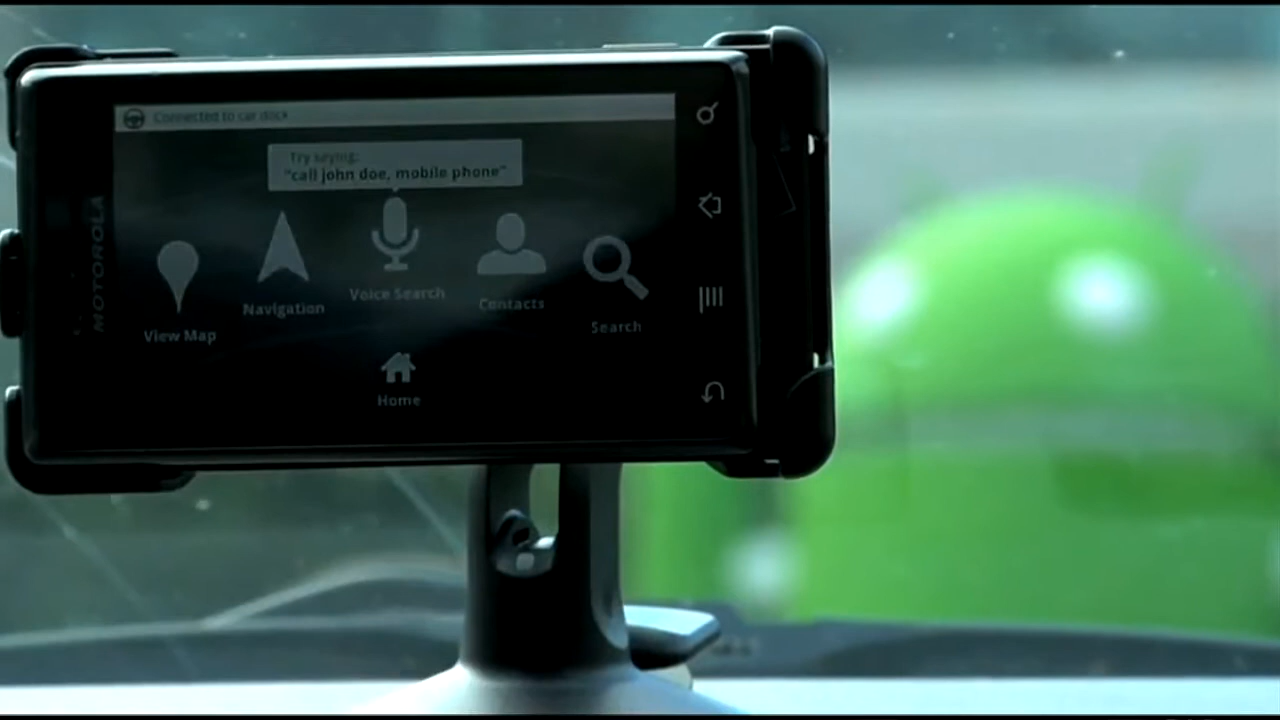 Connected to car dock
Try saying:
"call john doe, mobile phone"
MOTOROLA
View Map
Navigation
Voice Search
Contacts
Search
Home